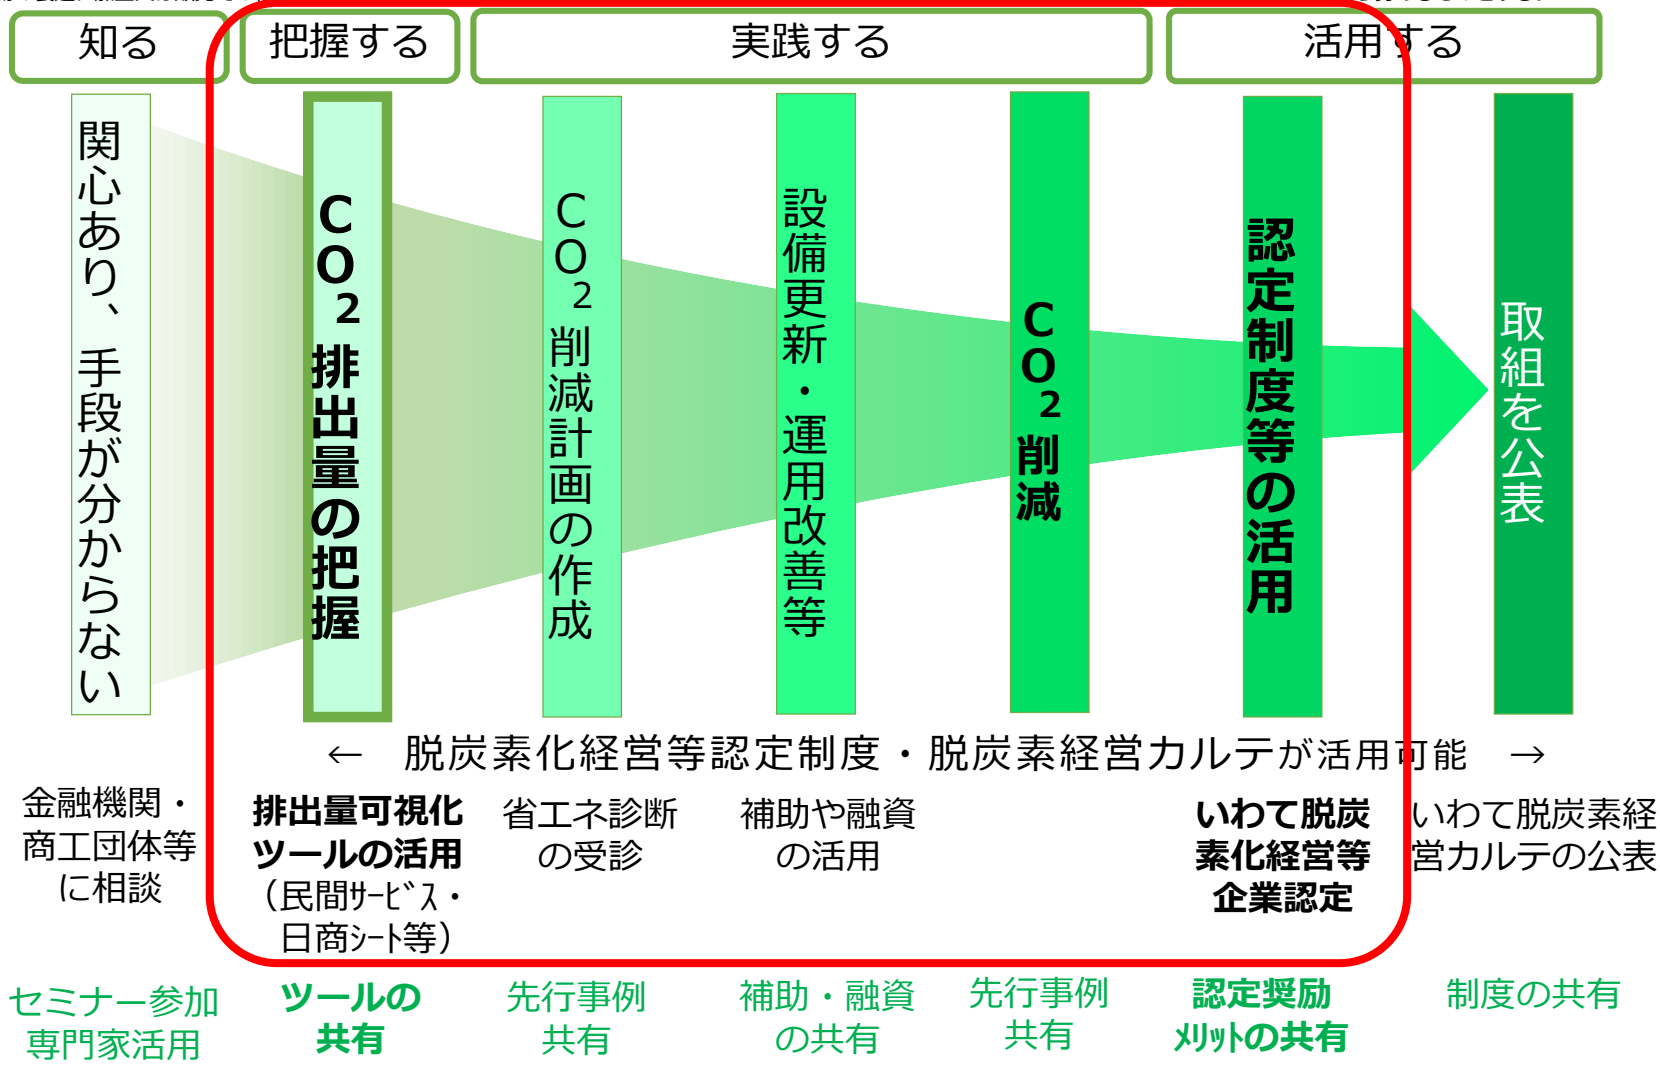 知る
把握する
実践する
活用する
関心あり、手段が分からない
CO2排出量の把握
CO2削減計画の作成
設備更新・運用改善等
CO2削減
認定制度等の活用
取組を公表
← 脱炭素化経営等認定制度・脱炭素経営カルテが活用可能 →
金融機関・
商工団体等
に相談
排出量可視化
ツールの活用
（民間ｻｰﾋﾞｽ・
日商ｼｰﾄ等）
省エネ診断
の受診
補助や融資
の活用
いわて脱炭
素化経営等
企業認定
いわて脱炭素経
営カルテの公表
セミナー参加
専門家活用
ツールの
共有
先行事例
共有
補助・融資
の共有
先行事例
共有
認定奨励
ﾒﾘｯﾄの共有
制度の共有